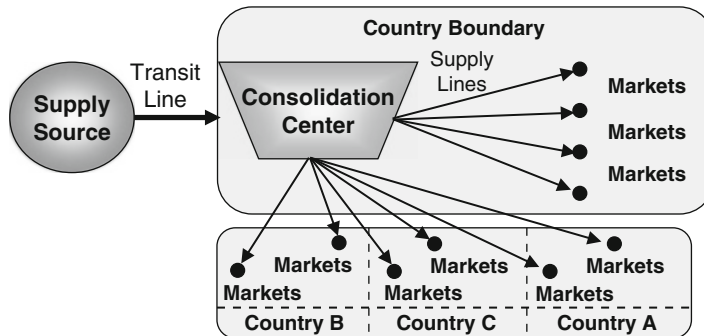 Country Boundary
Supply
Source
Transit
Line
Consolidation
Center
Supply
Lines
Markets
Markets
Markets
Markets
Markets
Markets
Markets
Markets
Markets
Country B
Country C
Country A